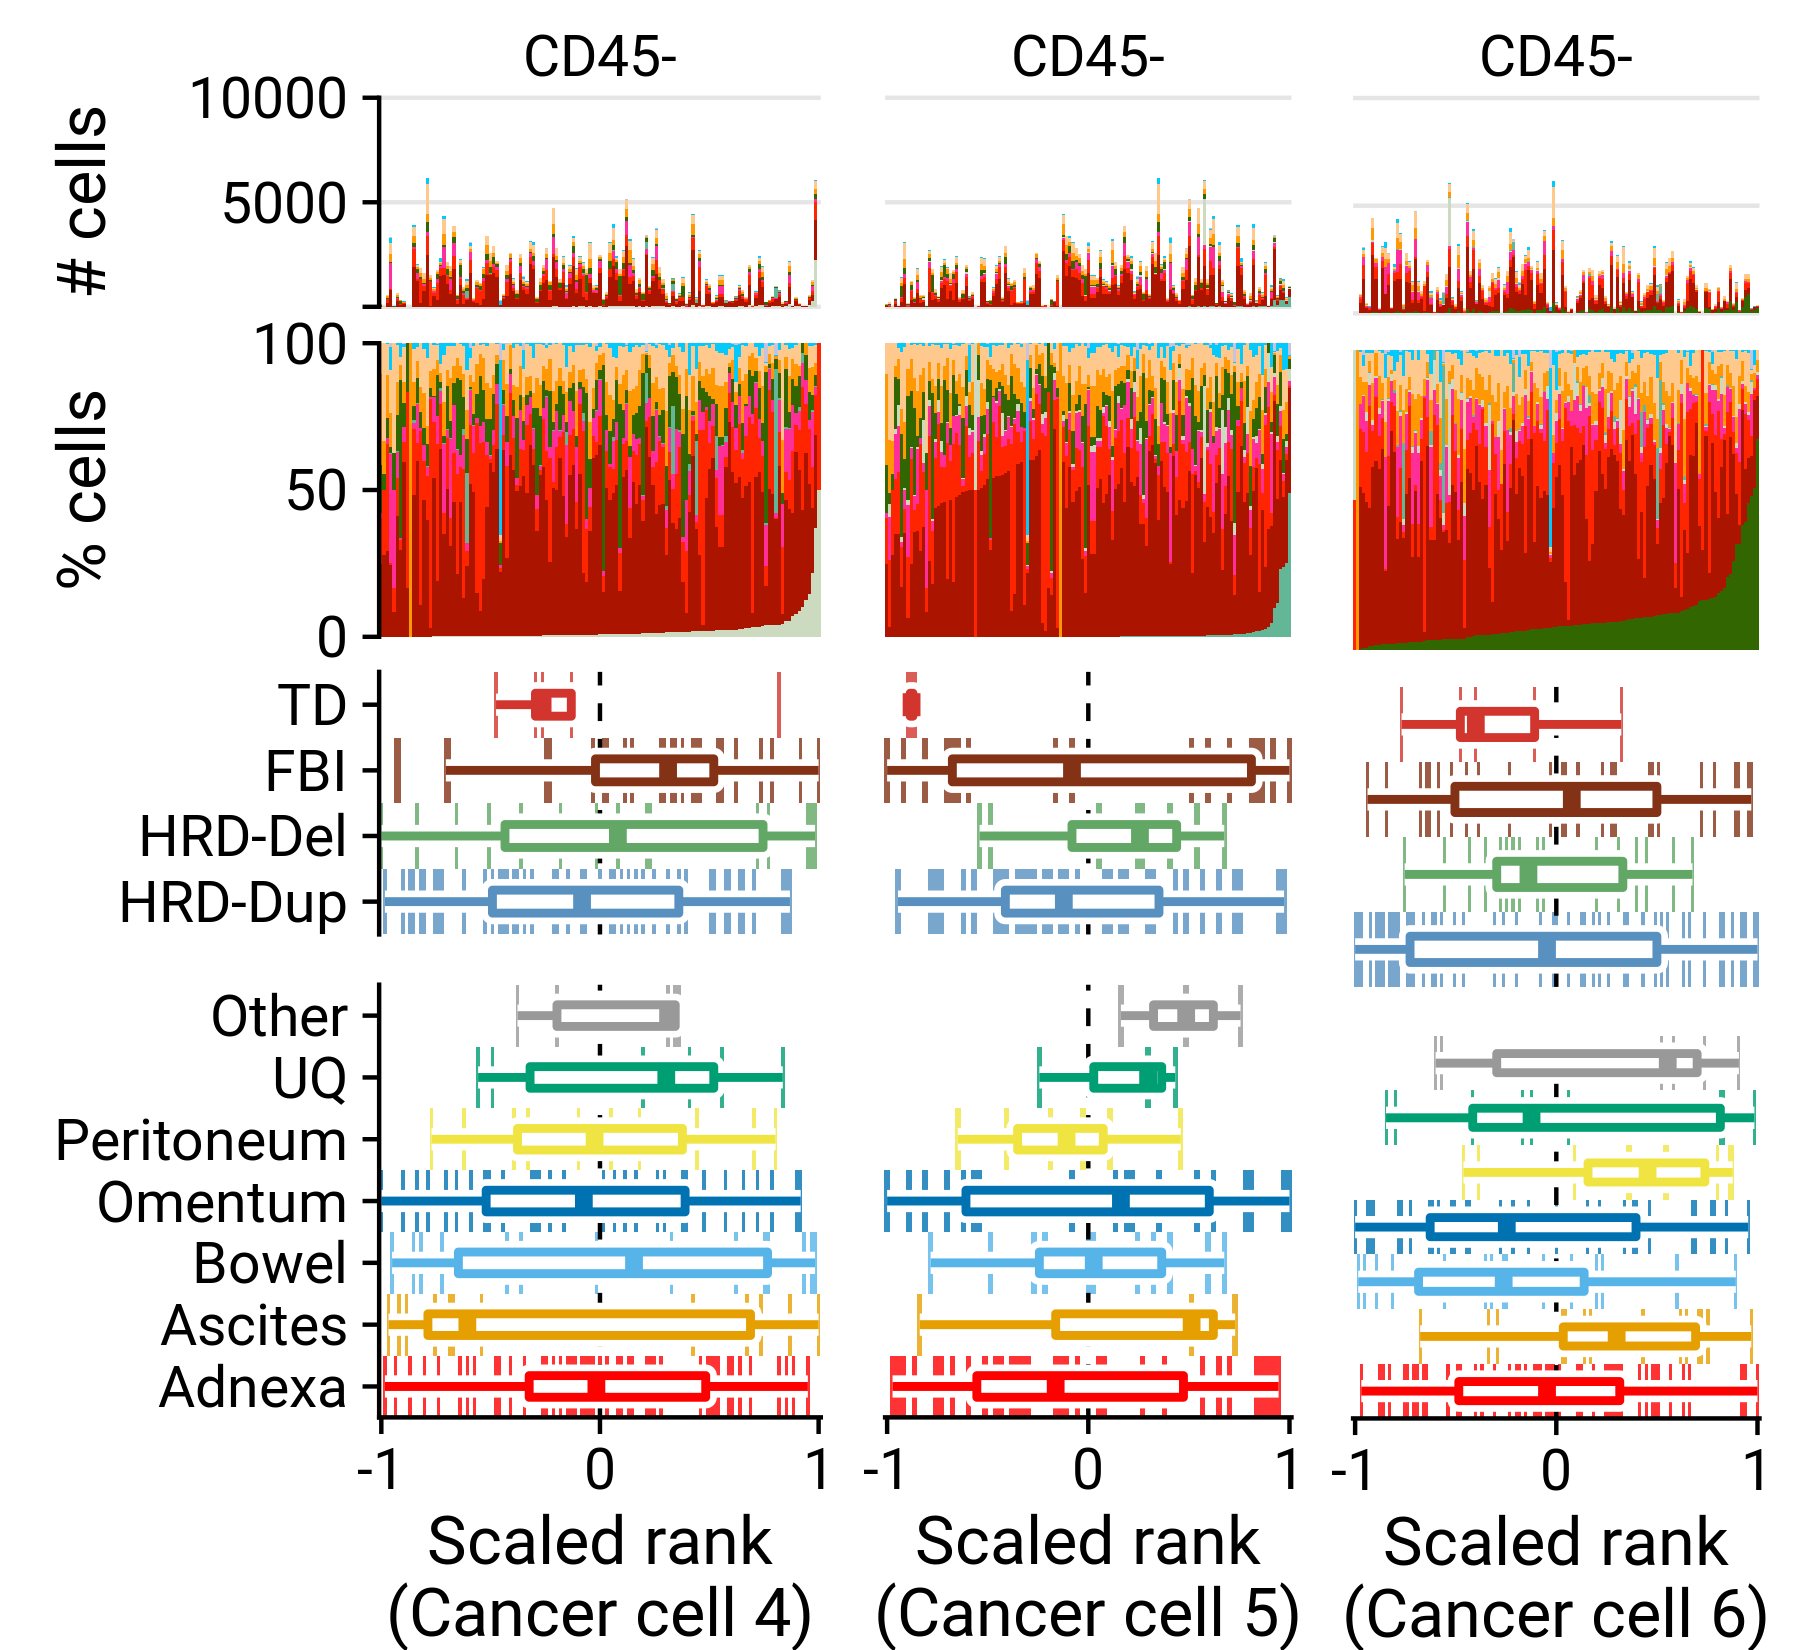 CD45- CD45- CD45-
# cells
10000
5000
% cells
100
50
0
TD
FBI
HRD-Del
HRD-Dup
Other
UQ
Peritoneum
Omentum
Bowel
Ascites
Adnexa
-1 0 1 -1 0 1 -1 0 1
Scaled rank Scaled rank Scaled rank
(Cancer cell 4) (Cancer cell 5) (Cancer cell 6)